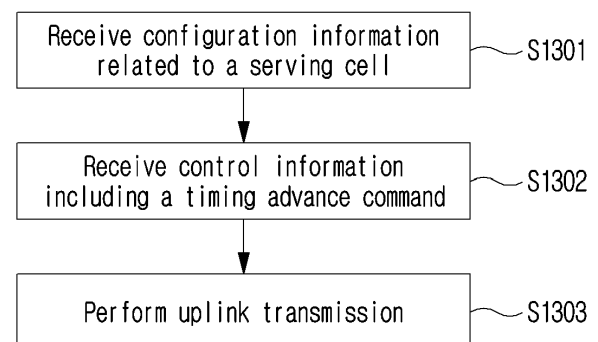 Receive configuration information
related to a serving cell
S1301
Receive control information
including a timing advance command
S1302
Perform uplink transmission
S1303